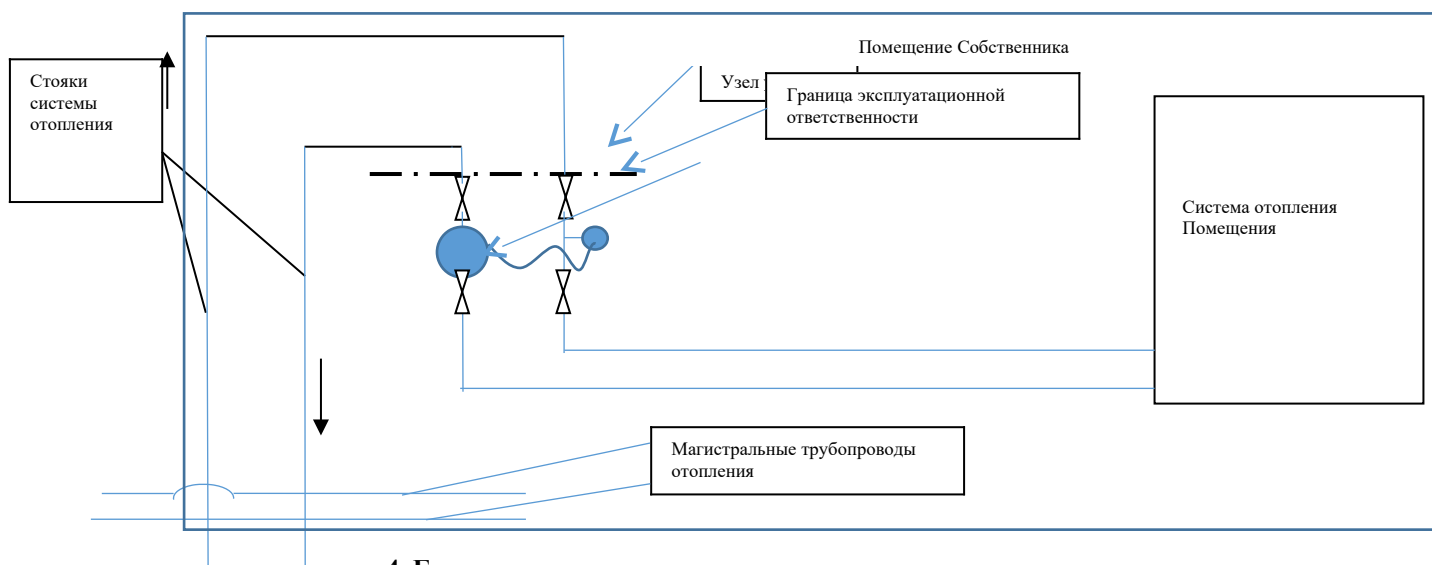 Помещение Собственника
Стояки
системы
отопления
Узел
Граница эксплуатационной
ответственности
Система отопления
Помещения
Магистральные трубопроводы
отопления